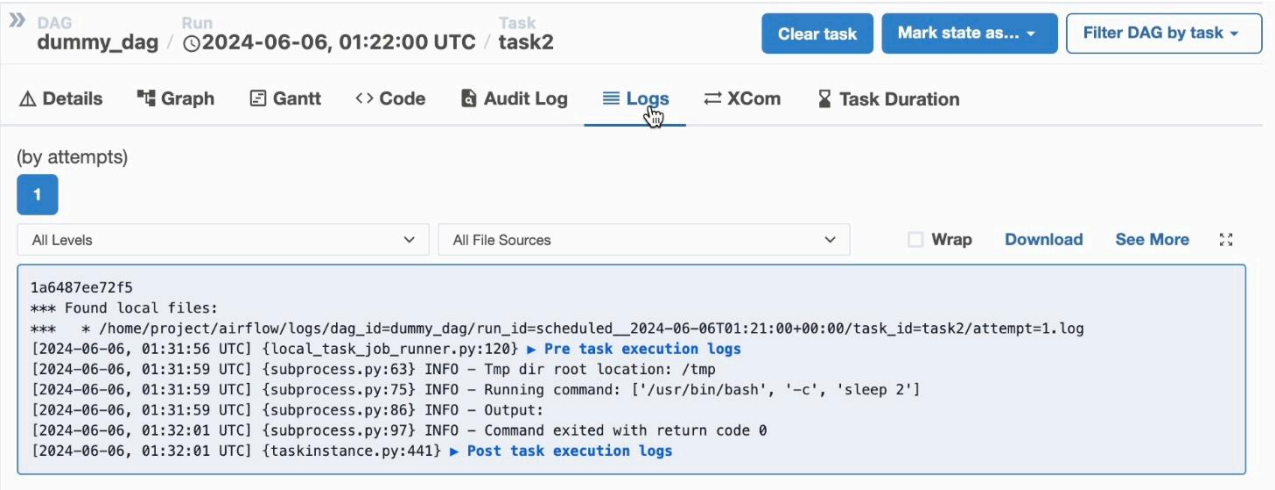 DAG Run Task
dummy_dag / 2024-06-06, 01:22:00 UTC / task2
Clear task
Mark state as...
Filter DAG by task
Details Graph Gantt <> Code Audit Log Logs XCom Task Duration
(by attempts)
1
All Levels
All File Sources
Wrap
Download
See More
1a6487ee72f5
*** Found local files:
***   * /home/project/airflow/logs/dag_id=dummy_dag/run_id=scheduled__2024-06-06T01:21:00+00:00/task_id=task2/attempt=1.log
[2024-06-06, 01:31:56 UTC] {local_task_job_runner.py:120} ▶ Pre task execution logs
[2024-06-06, 01:31:59 UTC] {subprocess.py:63} INFO - Tmp dir root location: /tmp
[2024-06-06, 01:31:59 UTC] {subprocess.py:75} INFO - Running command: ['/usr/bin/bash', '-c', 'sleep 2']
[2024-06-06, 01:31:59 UTC] {subprocess.py:86} INFO - Output:
[2024-06-06, 01:32:01 UTC] {subprocess.py:97} INFO - Command exited with return code 0
[2024-06-06, 01:32:01 UTC] {taskinstance.py:441} ▶ Post task execution logs